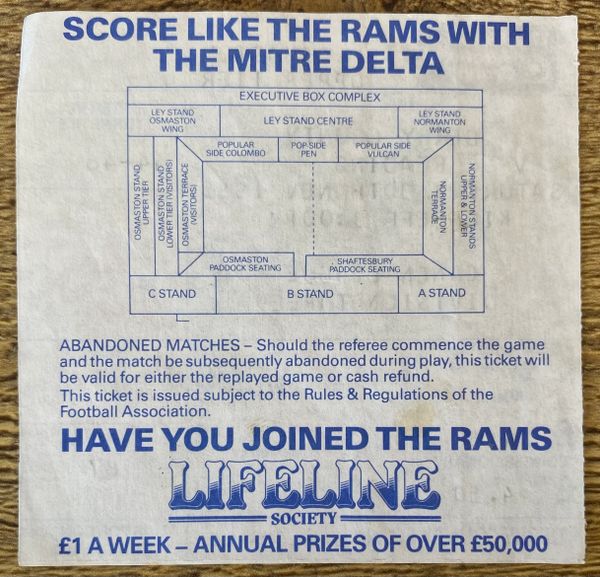 SCORE LIKE THE RAMS WITH
THE MITRE DELTA
EXECUTIVE BOX COMPLEX
LEY STAND
OSMASTON
WING
LEY STAND CENTRE
LEY STAND
NORMANTON
WING
POPULAR
SIDE COLOMBO
POP-SIDE
PEN
POPULAR SIDE
VULCAN
OSMASTON STAND
UPPER TIER
OSMASTON STAND
LOWER TIER (VISITORS)
OSMASTON TERRACE
(VISITORS)
NORMANTON
TERRACE
NORMANTON STANDS
UPPER & LOWER
OSMASTON
PADDOCK SEATING
SHAFTESBURY
PADDOCK SEATING
C STAND
B STAND
A STAND
ABANDONED MATCHES – Should the referee commence the game
and the match be subsequently abandoned during play, this ticket will
be valid for either the replayed game or cash refund.
This ticket is issued subject to the Rules & Regulations of the
Football Association.
HAVE YOU JOINED THE RAMS
LIFELINE
SOCIETY
£1 A WEEK – ANNUAL PRIZES OF OVER £50,000